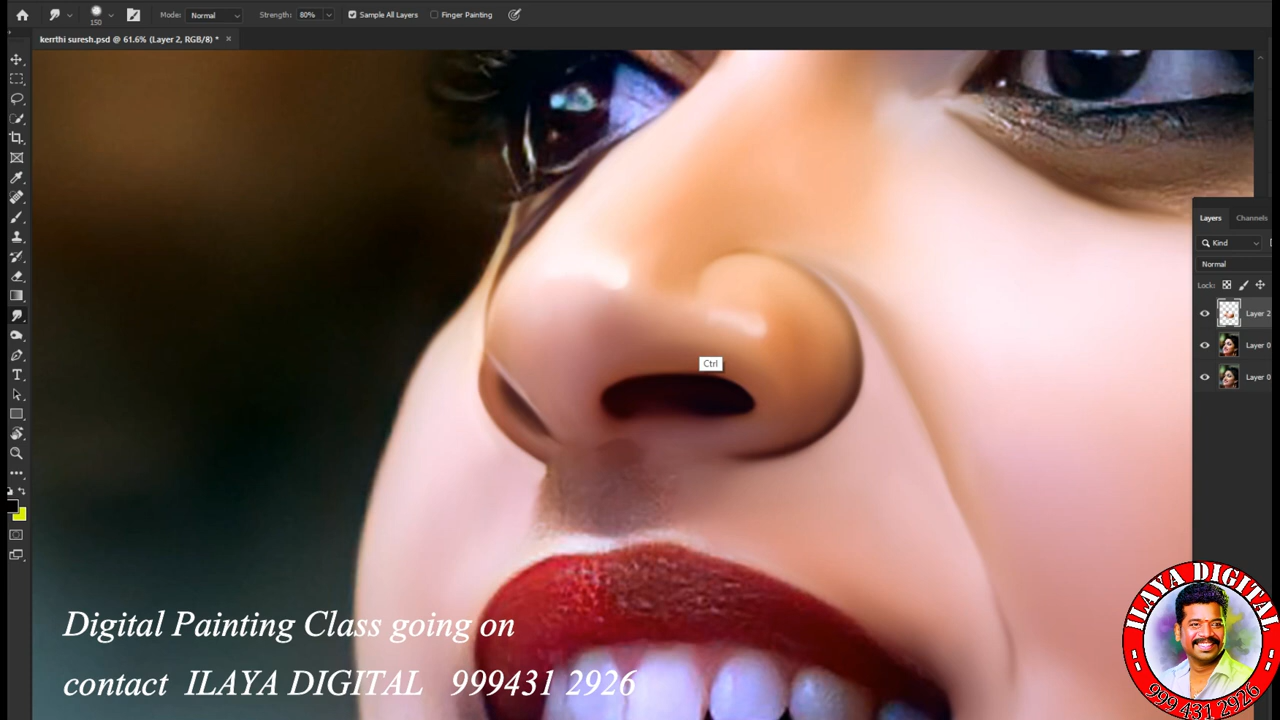 Mode: Normal Strength: 80% Sample All Layers Finger Painting
150
kerrthi suresh.psd @ 61.6% (Layer 2, RGB/8) * ×
Layers Channels
Kind
Normal
Lock:
Layer 2
Layer 0
Layer 0
Ctrl
Digital Painting Class going on
contact ILAYA DIGITAL 999431 2926
ILAYA DIGITAL
999 431 2926